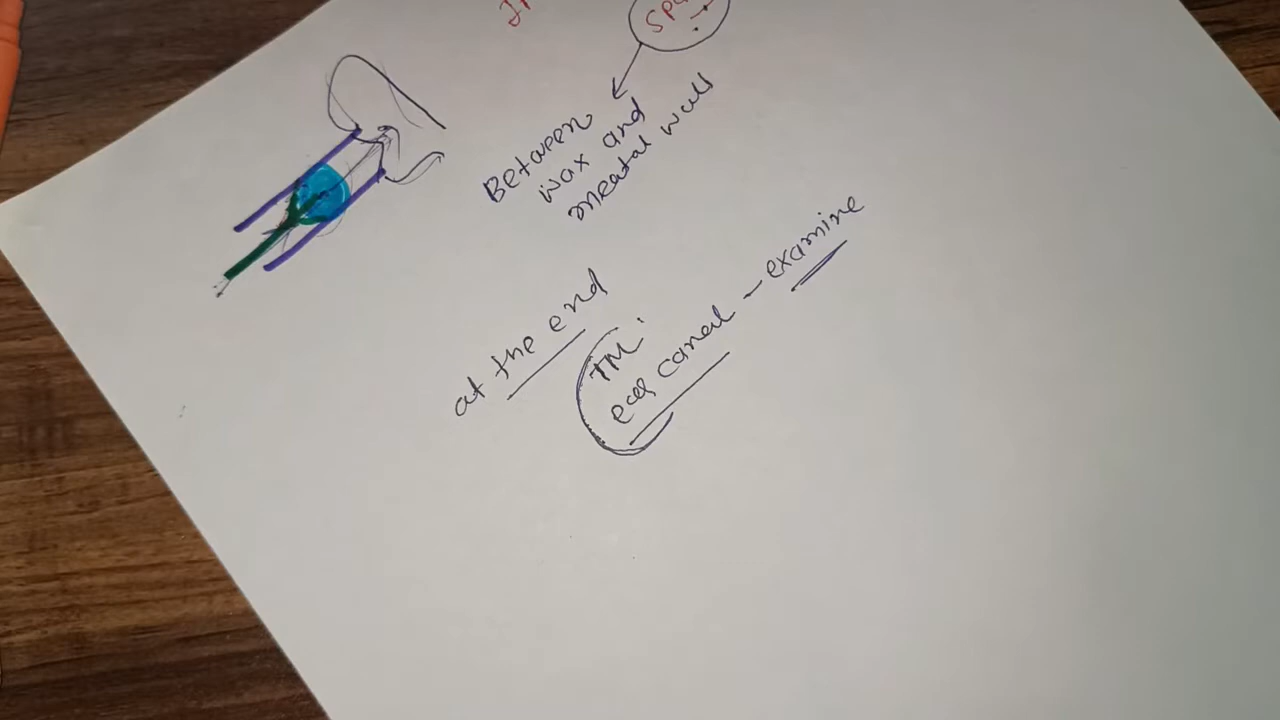 Between
wax and
meatal wall
at the end
TM
ear canal - examine